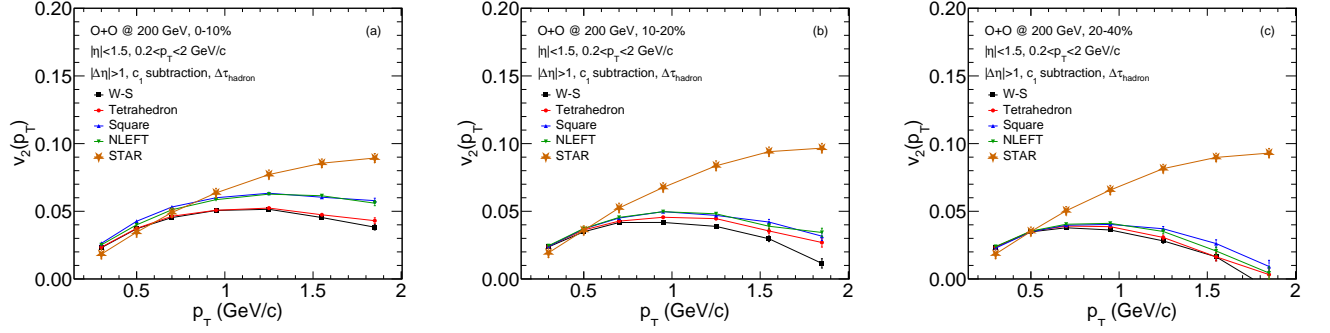 O+O @ 200 GeV, 0-10%
(a)
|η|<1.5, 0.2<p_T<2 GeV/c
|Δη|>1, c_1 subtraction, Δτ_hadron
W-S
Tetrahedron
Square
NLEFT
STAR
v_2(p_T)
0.20
0.15
0.10
0.05
0.00
0.5 1 1.5 2
p_T (GeV/c)
O+O @ 200 GeV, 10-20%
(b)
|η|<1.5, 0.2<p_T<2 GeV/c
|Δη|>1, c_1 subtraction, Δτ_hadron
W-S
Tetrahedron
Square
NLEFT
STAR
v_2(p_T)
0.20
0.15
0.10
0.05
0.00
0.5 1 1.5 2
p_T (GeV/c)
O+O @ 200 GeV, 20-40%
(c)
|η|<1.5, 0.2<p_T<2 GeV/c
|Δη|>1, c_1 subtraction, Δτ_hadron
W-S
Tetrahedron
Square
NLEFT
STAR
v_2(p_T)
0.20
0.15
0.10
0.05
0.00
0.5 1 1.5 2
p_T (GeV/c)